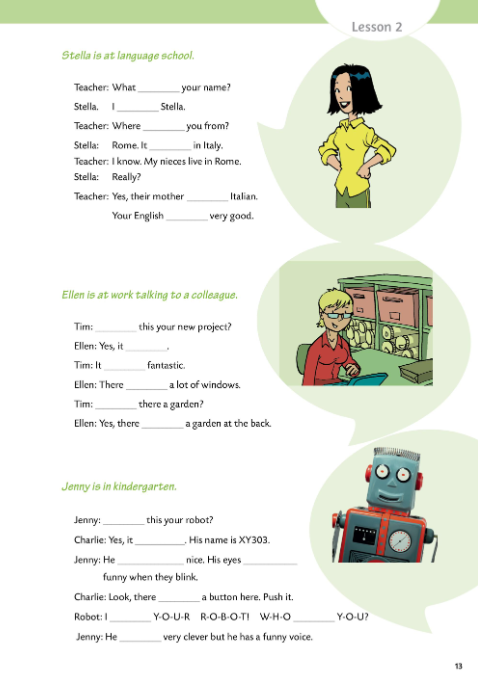 Lesson 2
Stella is at language school.
Teacher: What ________ your name?
Stella. I ________ Stella.
Teacher: Where ________ you from?
Stella: Rome. It ________ in Italy.
Teacher: I know. My nieces live in Rome.
Stella: Really?
Teacher: Yes, their mother ________ Italian.
Your English ________ very good.
Ellen is at work talking to a colleague.
Tim: ________ this your new project?
Ellen: Yes, it ________.
Tim: It ________ fantastic.
Ellen: There ________ a lot of windows.
Tim: ________ there a garden?
Ellen: Yes, there ________ a garden at the back.
Jenny is in kindergarten.
Jenny: ________ this your robot?
Charlie: Yes, it __________. His name is XY303.
Jenny: He _____________ nice. His eyes __________
funny when they blink.
Charlie: Look, there ________ a button here. Push it.
Robot: I ________ Y-O-U-R R-O-B-O-T! W-H-O ________ Y-O-U?
Jenny: He ________ very clever but he has a funny voice.
13